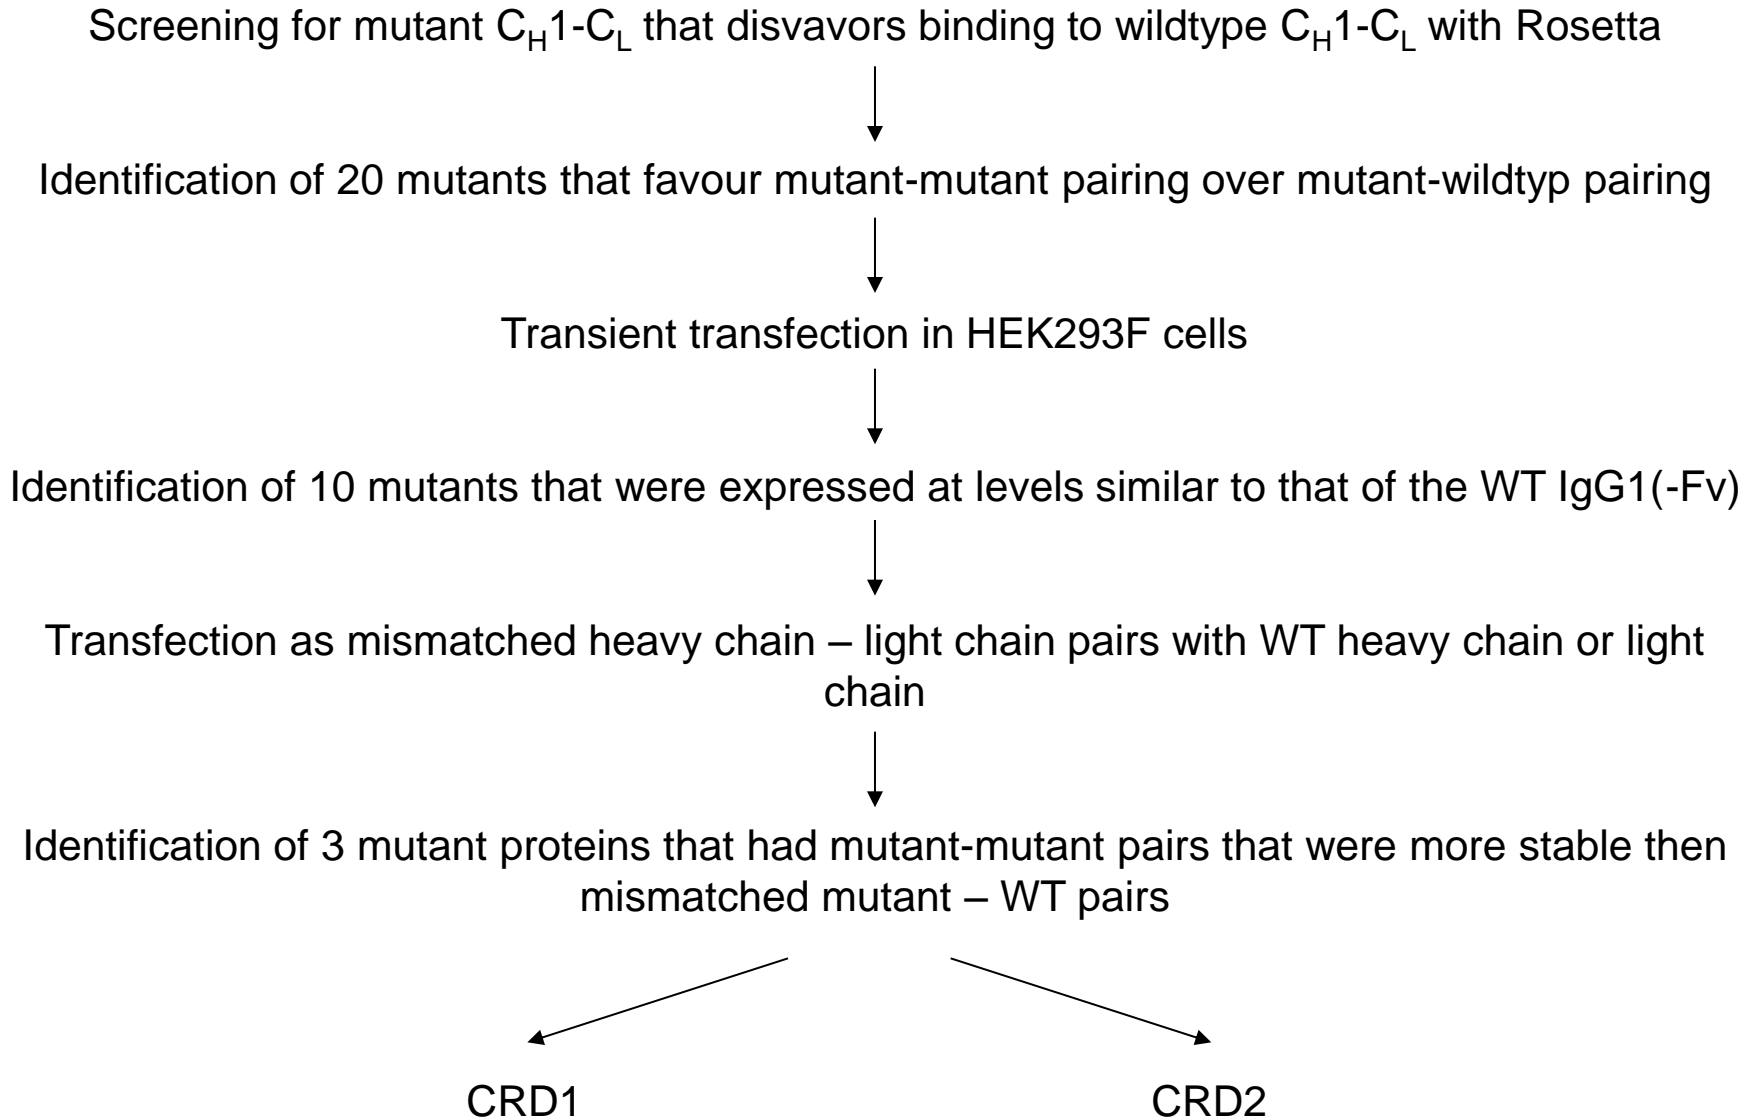 Screening for mutant CH1-CL that disvavors binding to wildtype CH1-CL with Rosetta
Identification of 20 mutants that favour mutant-mutant pairing over mutant-wildtyp pairing
Transient transfection in HEK293F cells
Identification of 10 mutants that were expressed at levels similar to that of the WT IgG1(-Fv)
Transfection as mismatched heavy chain – light chain pairs with WT heavy chain or light
chain
Identification of 3 mutant proteins that had mutant-mutant pairs that were more stable then
mismatched mutant – WT pairs
CRD1 CRD2